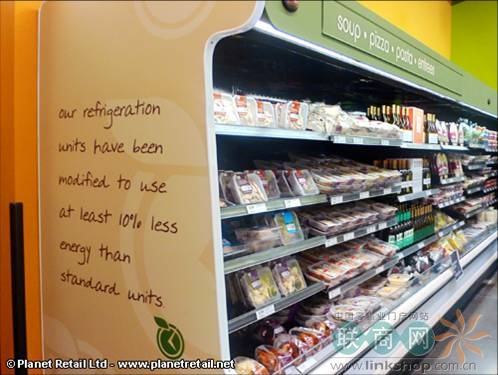 soup • pizza • pasta • entrees
our refrigeration
units have been
modified to use
at least 10% less
energy than
standard units
中国零售业门户网站
联商网
www.linkshop.com.cn
© Planet Retail Ltd - www.planetretail.net